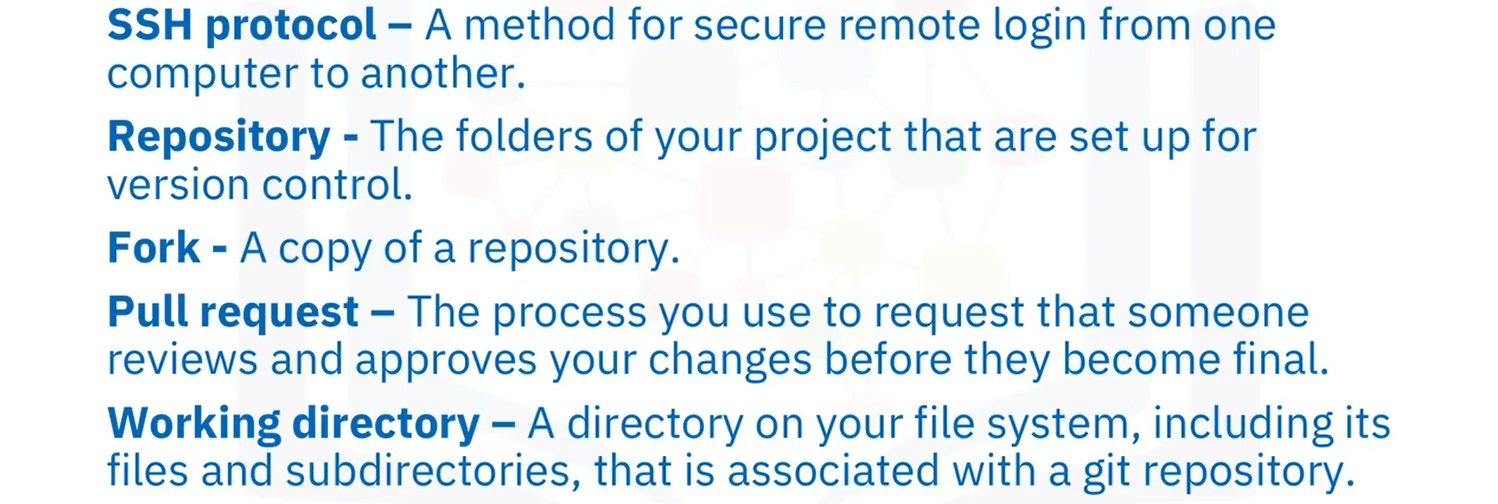 SSH protocol – A method for secure remote login from one
computer to another.
Repository - The folders of your project that are set up for
version control.
Fork - A copy of a repository.
Pull request – The process you use to request that someone
reviews and approves your changes before they become final.
Working directory – A directory on your file system, including its
files and subdirectories, that is associated with a git repository.